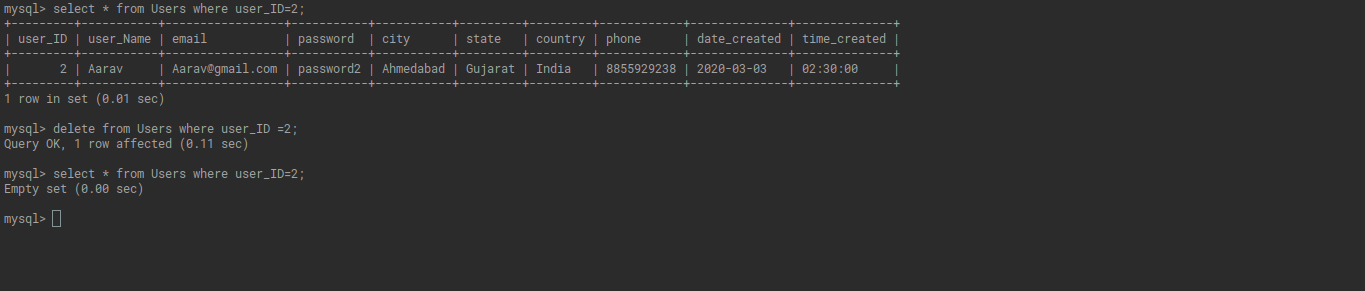 mysql> select * from Users where user_ID=2;
+---------+-----------+------------------+-----------+-----------+---------+---------+------------+--------------+--------------+
| user_ID | user_Name | email            | password  | city      | state   | country | phone      | date_created | time_created |
+---------+-----------+------------------+-----------+-----------+---------+---------+------------+--------------+--------------+
|       2 | Aarav     | Aarav@gmail.com | password2 | Ahmedabad | Gujarat | India   | 8855929238 | 2020-03-03   | 02:30:00     |
+---------+-----------+------------------+-----------+-----------+---------+---------+------------+--------------+--------------+
1 row in set (0.01 sec)
mysql> delete from Users where user_ID =2;
Query OK, 1 row affected (0.11 sec)
mysql> select * from Users where user_ID=2;
Empty set (0.00 sec)
mysql>